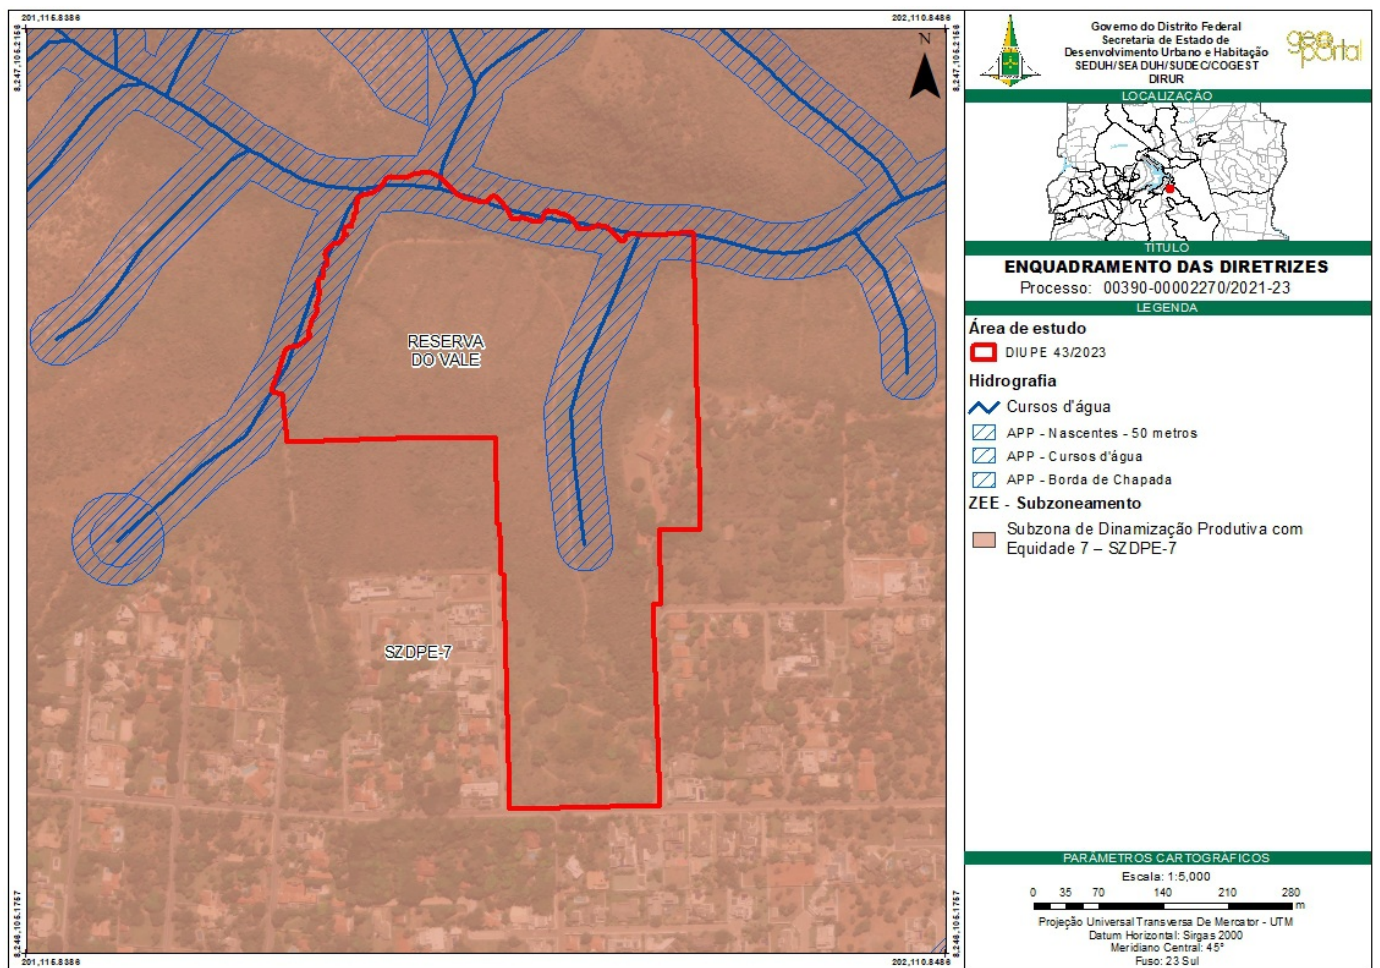 201,115.8386
202,110.8486
8,247,105.2156
8,247,105.2156
N
RESERVA
DO VALE
SZDPE-7
8,246,105.1757
8,246,105.1757
201,115.8386
202,110.8486
Governo do Distrito Federal
Secretaria de Estado de
Desenvolvimento Urbano e Habitação
SEDUH/SEADUH/SUDEC/COGEST
DIRUR
geo
portal
LOCALIZAÇÃO
TÍTULO
ENQUADRAMENTO DAS DIRETRIZES
Processo: 00390-00002270/2021-23
LEGENDA
Área de estudo
DIUPE 43/2023
Hidrografia
Cursos d'água
APP - Nascentes - 50 metros
APP - Cursos d'água
APP - Borda de Chapada
ZEE - Subzoneamento
Subzona de Dinamização Produtiva com
Equidade 7 – SZDPE-7
PARÂMETROS CARTOGRÁFICOS
Escala: 1:5,000
0 35 70 140 210 280
m
Projeção Universal Transversa De Mercator - UTM
Datum Horizontal: Sirgas 2000
Meridiano Central: 45°
Fuso: 23 Sul